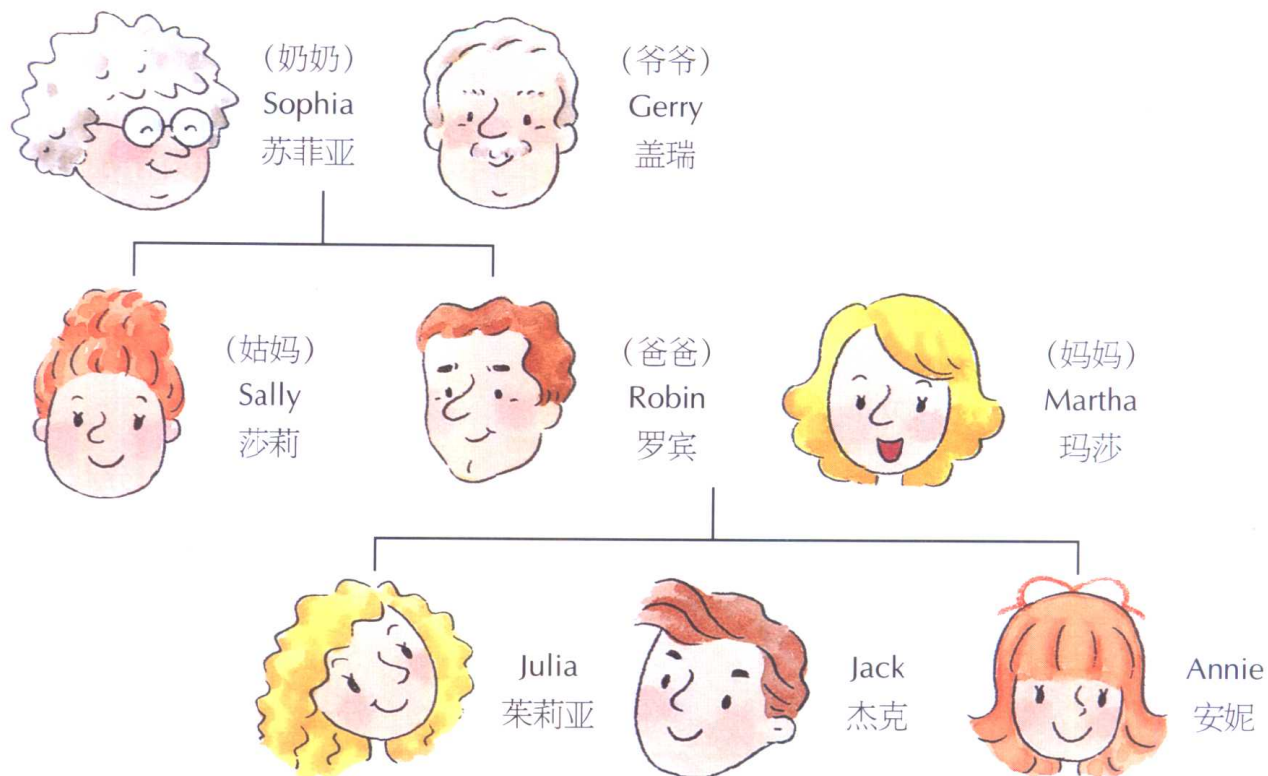 (奶奶)
Sophia
苏菲亚
(爷爷)
Gerry
盖瑞
(姑妈)
Sally
莎莉
(爸爸)
Robin
罗宾
(妈妈)
Martha
玛莎
Julia
茱莉亚
Jack
杰克
Annie
安妮